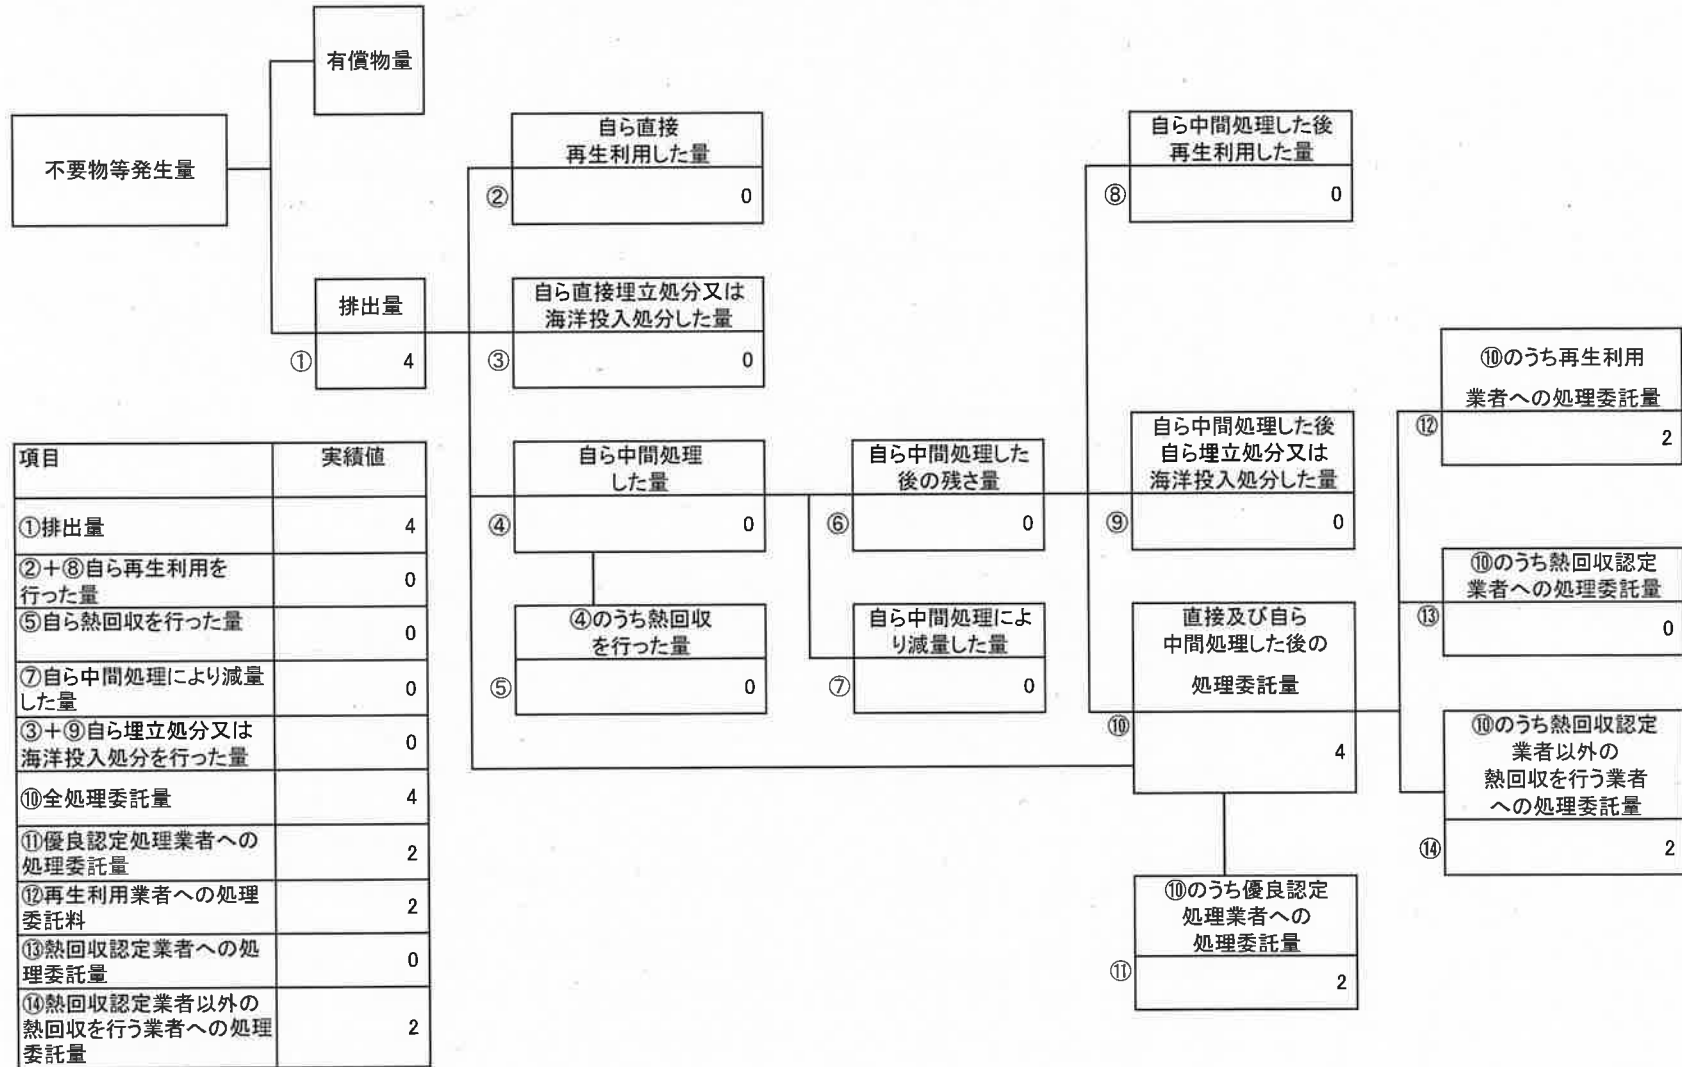 有償物量
不要物等発生量
自ら直接
再生利用した量
② 0
自ら中間処理した後
再生利用した量
⑧ 0
排出量
① 4
自ら直接埋立処分又は
海洋投入処分した量
③ 0
⑩のうち再生利用
業者への処理委託量
⑫ 2
自ら中間処理
した量
④ 0
自ら中間処理した
後の残さ量
⑥ 0
自ら中間処理した後
自ら埋立処分又は
海洋投入処分した量
⑨ 0
⑩のうち熱回収認定
業者への処理委託量
⑬ 0
④のうち熱回収
を行った量
⑤ 0
自ら中間処理によ
り減量した量
⑦ 0
直接及び自ら
中間処理した後の
処理委託量
⑩ 4
⑩のうち熱回収認定
業者以外の
熱回収を行う業者
への処理委託量
⑭ 2
⑩のうち優良認定
処理業者への
処理委託量
⑪ 2
項目 実績値
①排出量 4
②+⑧自ら再生利用を
行った量 0
⑤自ら熱回収を行った量 0
⑦自ら中間処理により減量
した量 0
③+⑨自ら埋立処分又は
海洋投入処分を行った量 0
⑩全処理委託量 4
⑪優良認定処理業者への
処理委託量 2
⑫再生利用業者への処理
委託料 2
⑬熱回収認定業者への処
理委託量 0
⑭熱回収認定業者以外の
熱回収を行う業者への処理
委託量 2